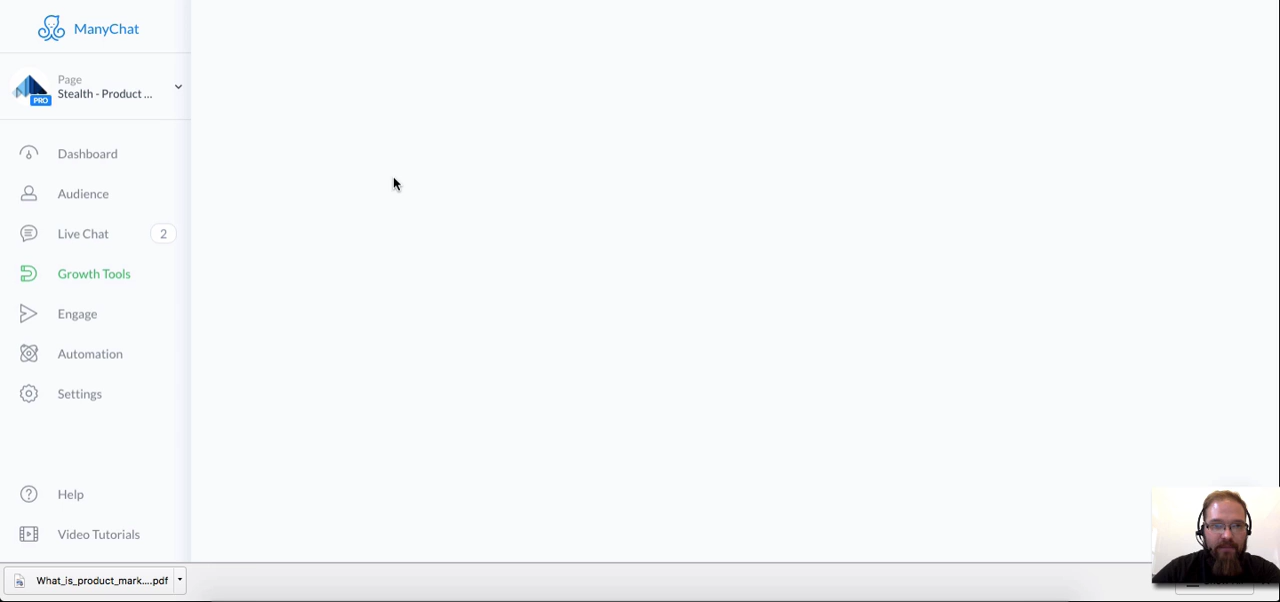 ManyChat
Page
Stealth - Product ...
PRO
Dashboard
Audience
Live Chat
2
Growth Tools
Engage
Automation
Settings
Help
Video Tutorials
What_is_product_mark....pdf